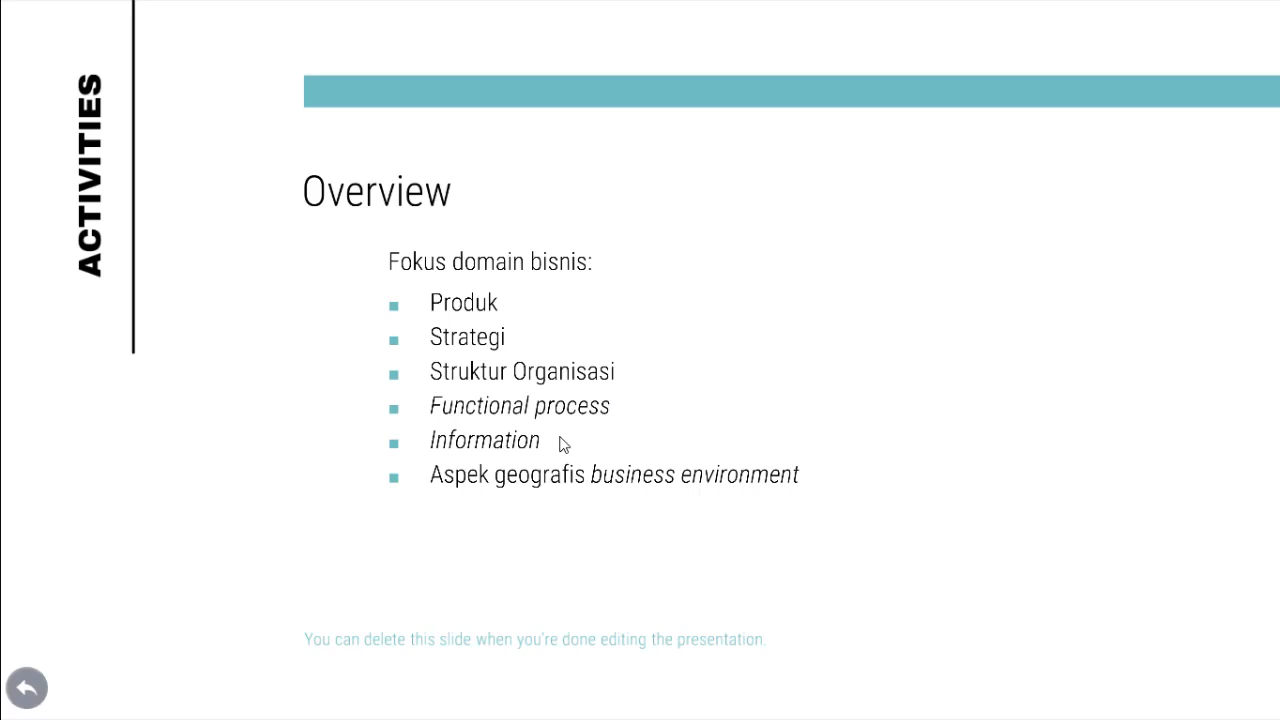 ACTIVITIES
Overview
Fokus domain bisnis:
Produk
Strategi
Struktur Organisasi
Functional process
Information
Aspek geografis business environment
You can delete this slide when you're done editing the presentation.